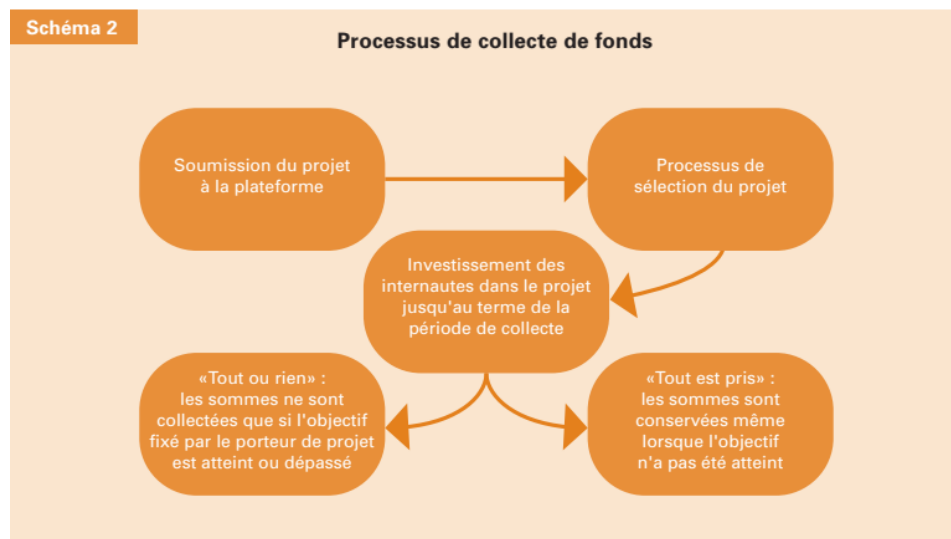 Schéma 2
Processus de collecte de fonds
Soumission du projet
à la plateforme
Processus de
sélection du projet
Investissement des
internautes dans le projet
jusqu'au terme de la
période de collecte
«Tout ou rien» :
les sommes ne sont
collectées que si l'objectif
fixé par le porteur de projet
est atteint ou dépassé
«Tout est pris» :
les sommes sont
conservées même
lorsque l'objectif
n'a pas été atteint